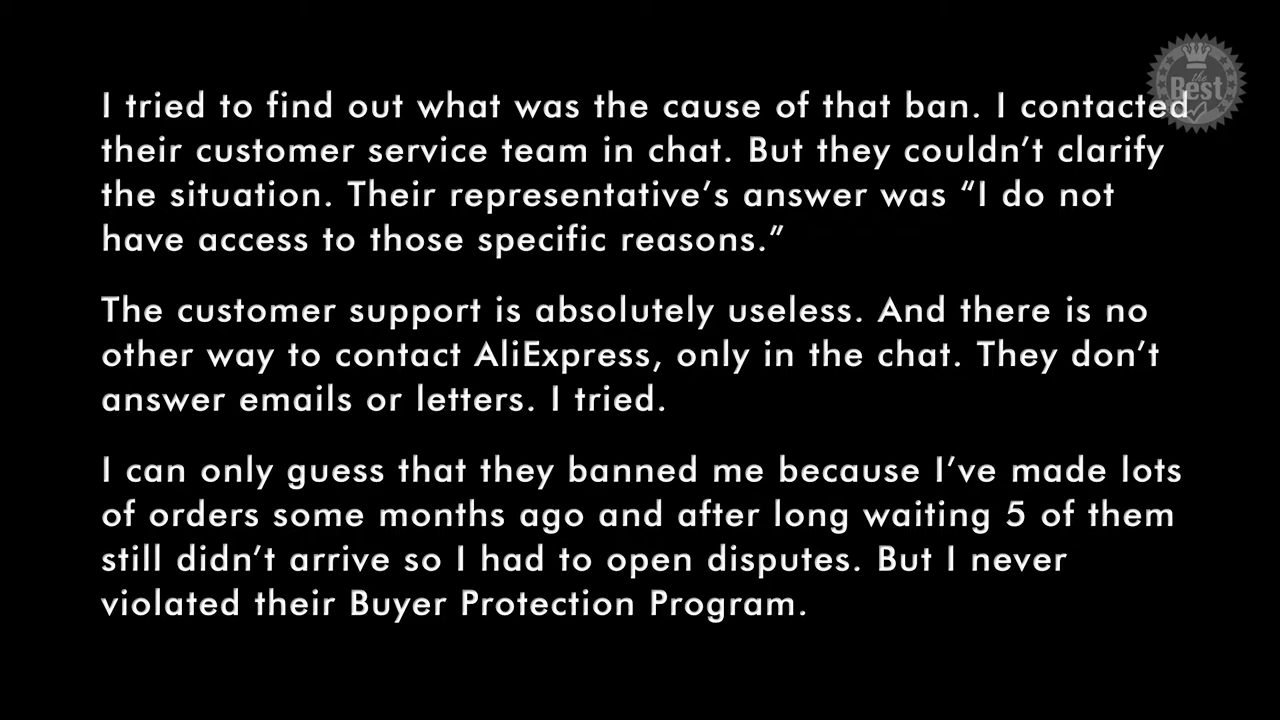 the
Best
I tried to find out what was the cause of that ban. I contacted
their customer service team in chat. But they couldn’t clarify
the situation. Their representative’s answer was “I do not
have access to those specific reasons.”
The customer support is absolutely useless. And there is no
other way to contact AliExpress, only in the chat. They don’t
answer emails or letters. I tried.
I can only guess that they banned me because I’ve made lots
of orders some months ago and after long waiting 5 of them
still didn’t arrive so I had to open disputes. But I never
violated their Buyer Protection Program.